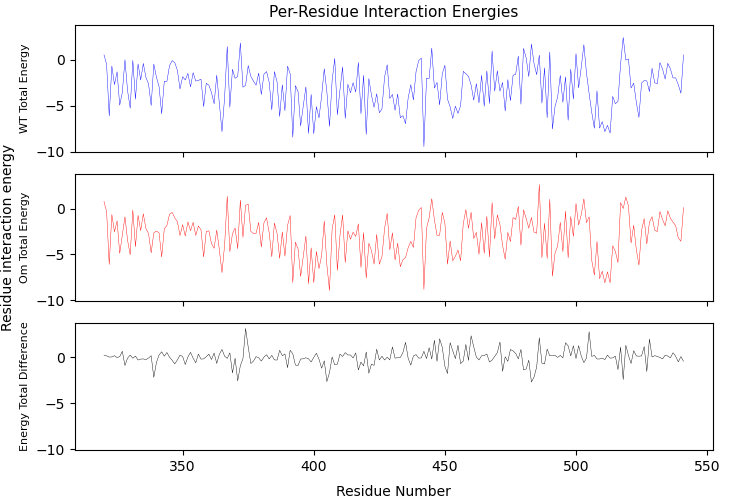 Per-Residue Interaction Energies
Residue interaction energy
WT Total Energy
0
−5
−10
Om Total Energy
0
−5
−10
Energy Total Difference
0
−5
−10
350
400
450
500
550
Residue Number